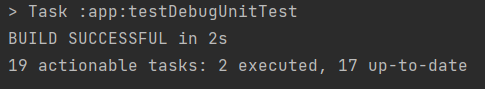 > Task :app:testDebugUnitTest
BUILD SUCCESSFUL in 2s
19 actionable tasks: 2 executed, 17 up-to-date